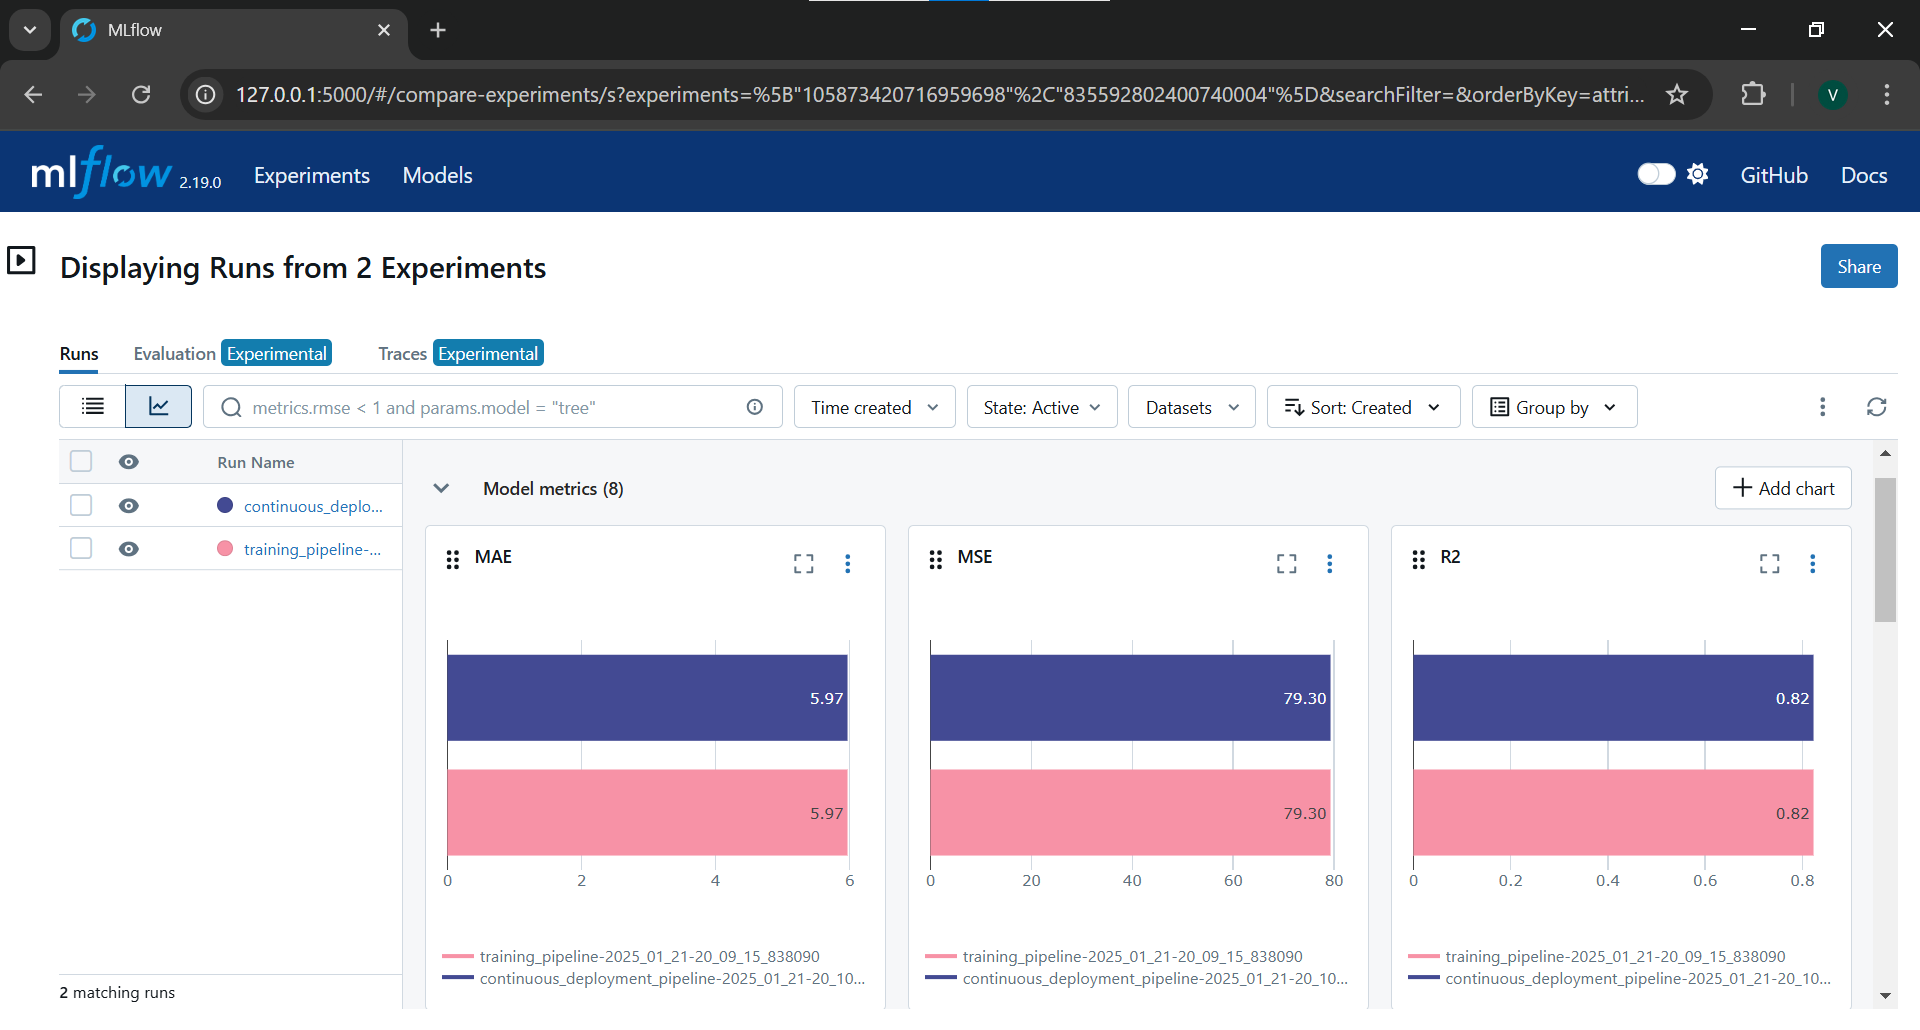 MLflow
127.0.0.1:5000/#/compare-experiments/s?experiments=%5B"105873420716959698"%2C"835592802400740004"%5D&searchFilter=&orderByKey=attri...
V
mlflow 2.19.0 Experiments Models GitHub Docs
Displaying Runs from 2 Experiments Share
Runs Evaluation Experimental Traces Experimental
metrics.rmse < 1 and params.model = "tree" Time created State: Active Datasets Sort: Created Group by
Run Name
continuous_deplo...
training_pipeline-...
2 matching runs
Model metrics (8) Add chart
MAE
5.97
5.97
0 2 4 6
training_pipeline-2025_01_21-20_09_15_838090
continuous_deployment_pipeline-2025_01_21-20_10...
MSE
79.30
79.30
0 20 40 60 80
training_pipeline-2025_01_21-20_09_15_838090
continuous_deployment_pipeline-2025_01_21-20_10...
R2
0.82
0.82
0 0.2 0.4 0.6 0.8
training_pipeline-2025_01_21-20_09_15_838090
continuous_deployment_pipeline-2025_01_21-20_10...